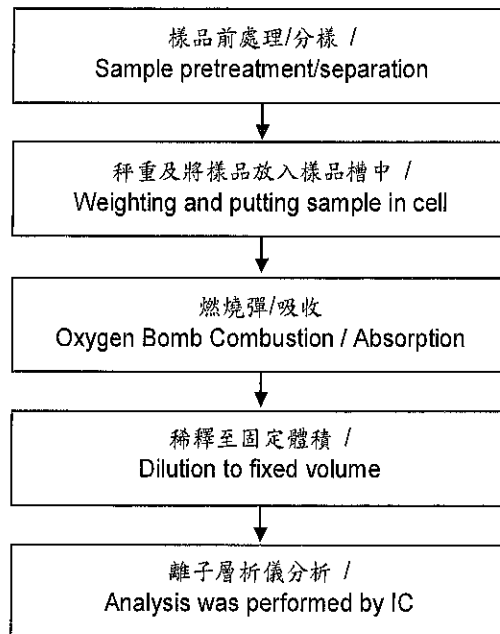 樣品前處理/分樣 /
Sample pretreatment/separation
秤重及將樣品放入樣品槽中 /
Weighting and putting sample in cell
燃燒彈/吸收
Oxygen Bomb Combustion / Absorption
稀釋至固定體積 /
Dilution to fixed volume
離子層析儀分析 /
Analysis was performed by IC